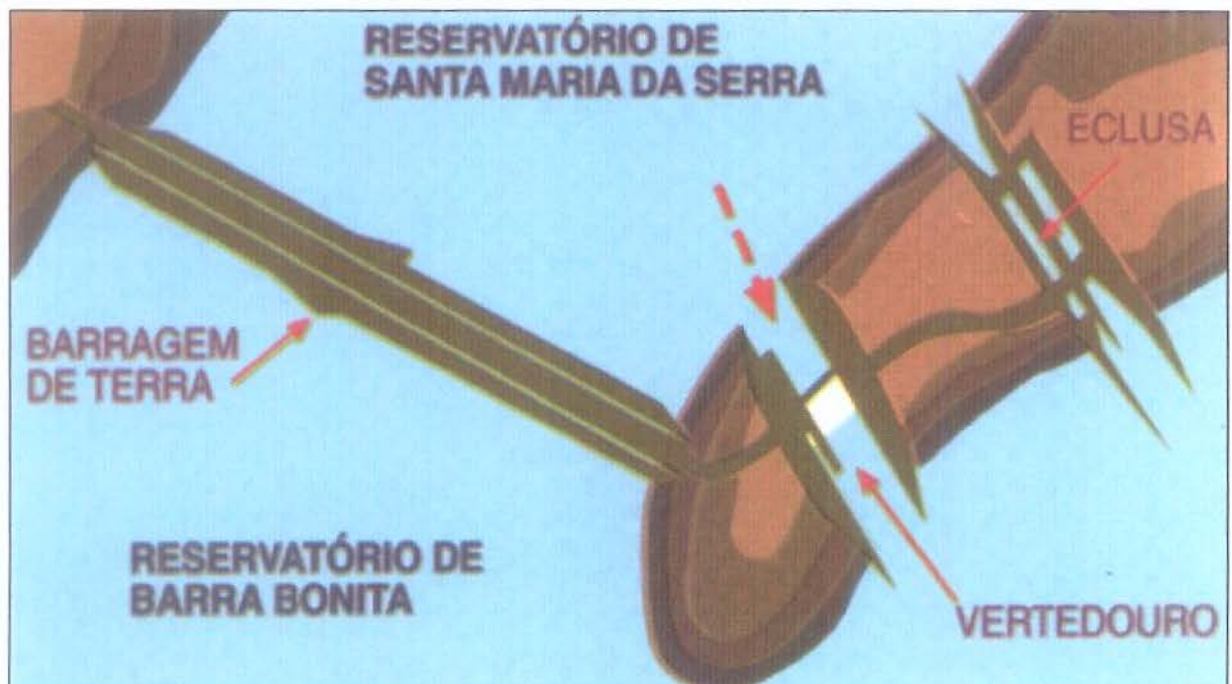 RESERVATÓRIO DE
SANTA MARIA DA SERRA
ECLUSA
BARRAGEM
DE TERRA
RESERVATÓRIO DE
BARRA BONITA
VERTEDOURO